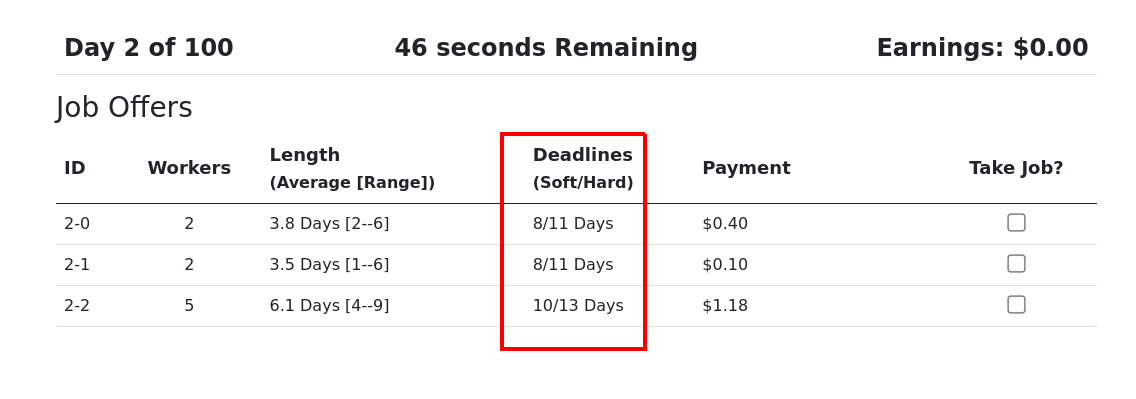 Day 2 of 100 46 seconds Remaining Earnings: $0.00
Job Offers
ID Workers Length (Average [Range]) Deadlines (Soft/Hard) Payment Take Job?
2-0 2 3.8 Days [2--6] 8/11 Days $0.40
2-1 2 3.5 Days [1--6] 8/11 Days $0.10
2-2 5 6.1 Days [4--9] 10/13 Days $1.18